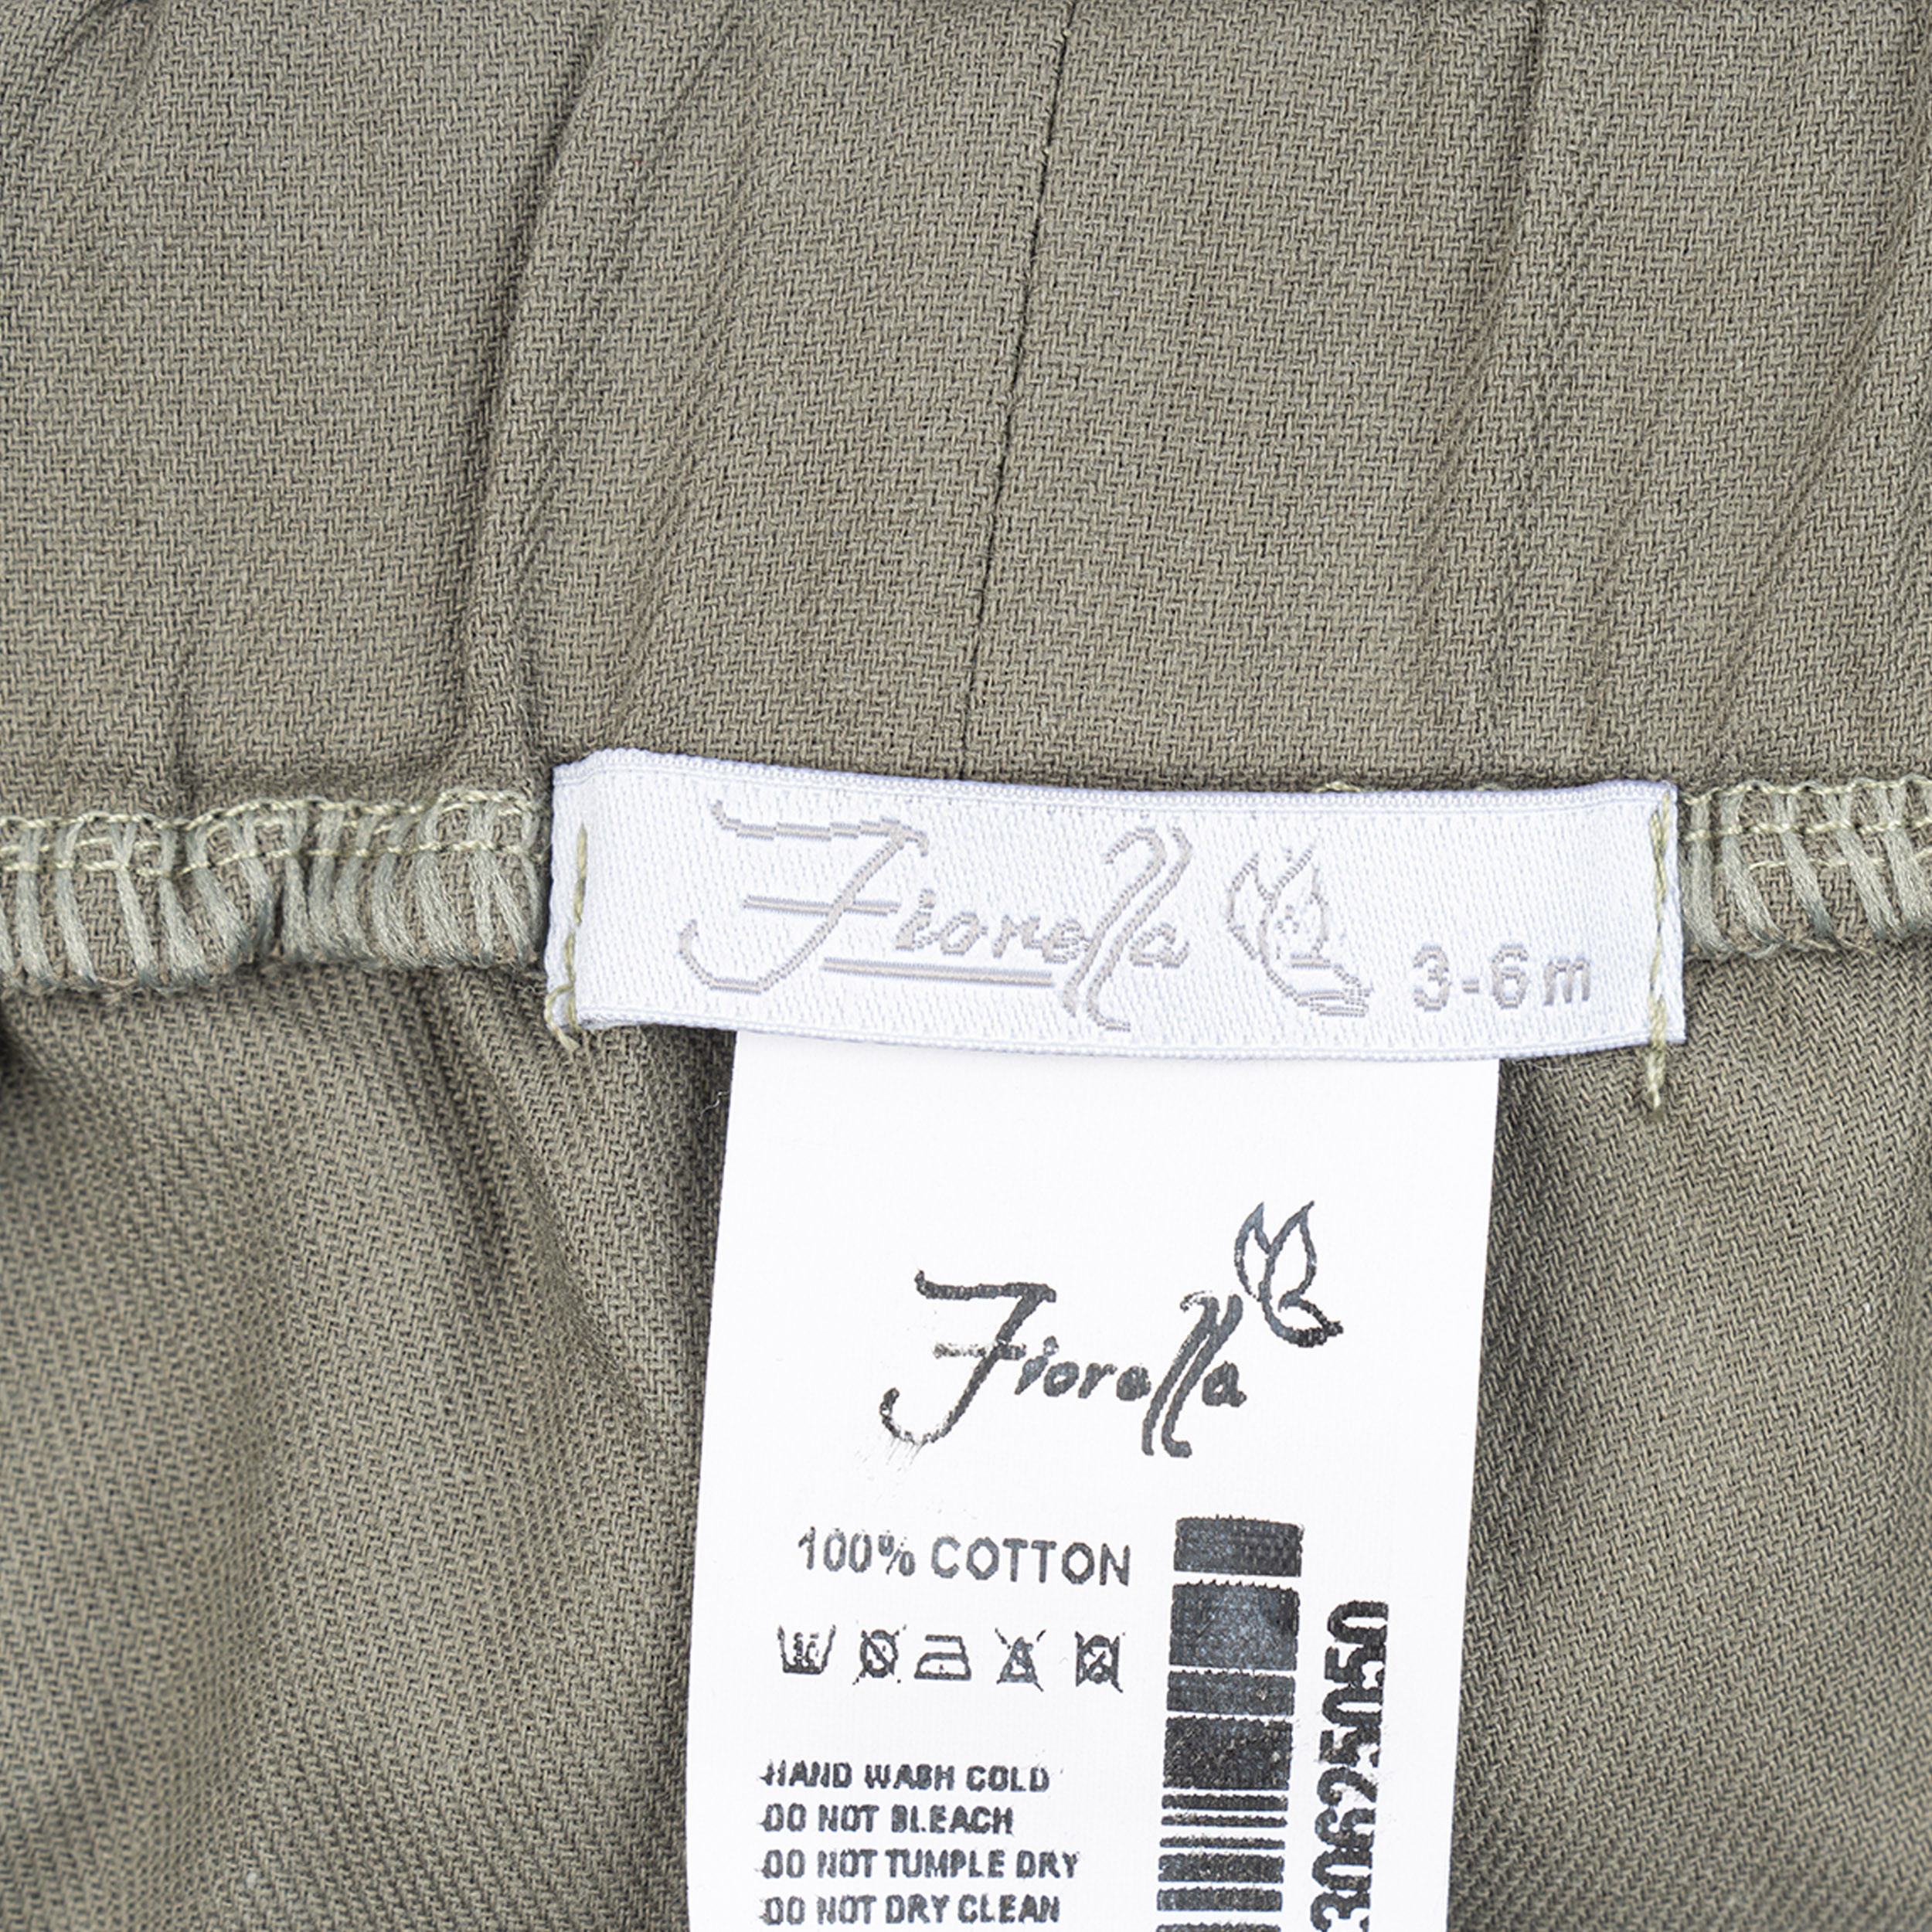 Fiorella 3-6m
Fiorella
100% COTTON
HAND WASH COLD
DO NOT BLEACH
DO NOT TUMPLE DRY
DO NOT DRY CLEAN